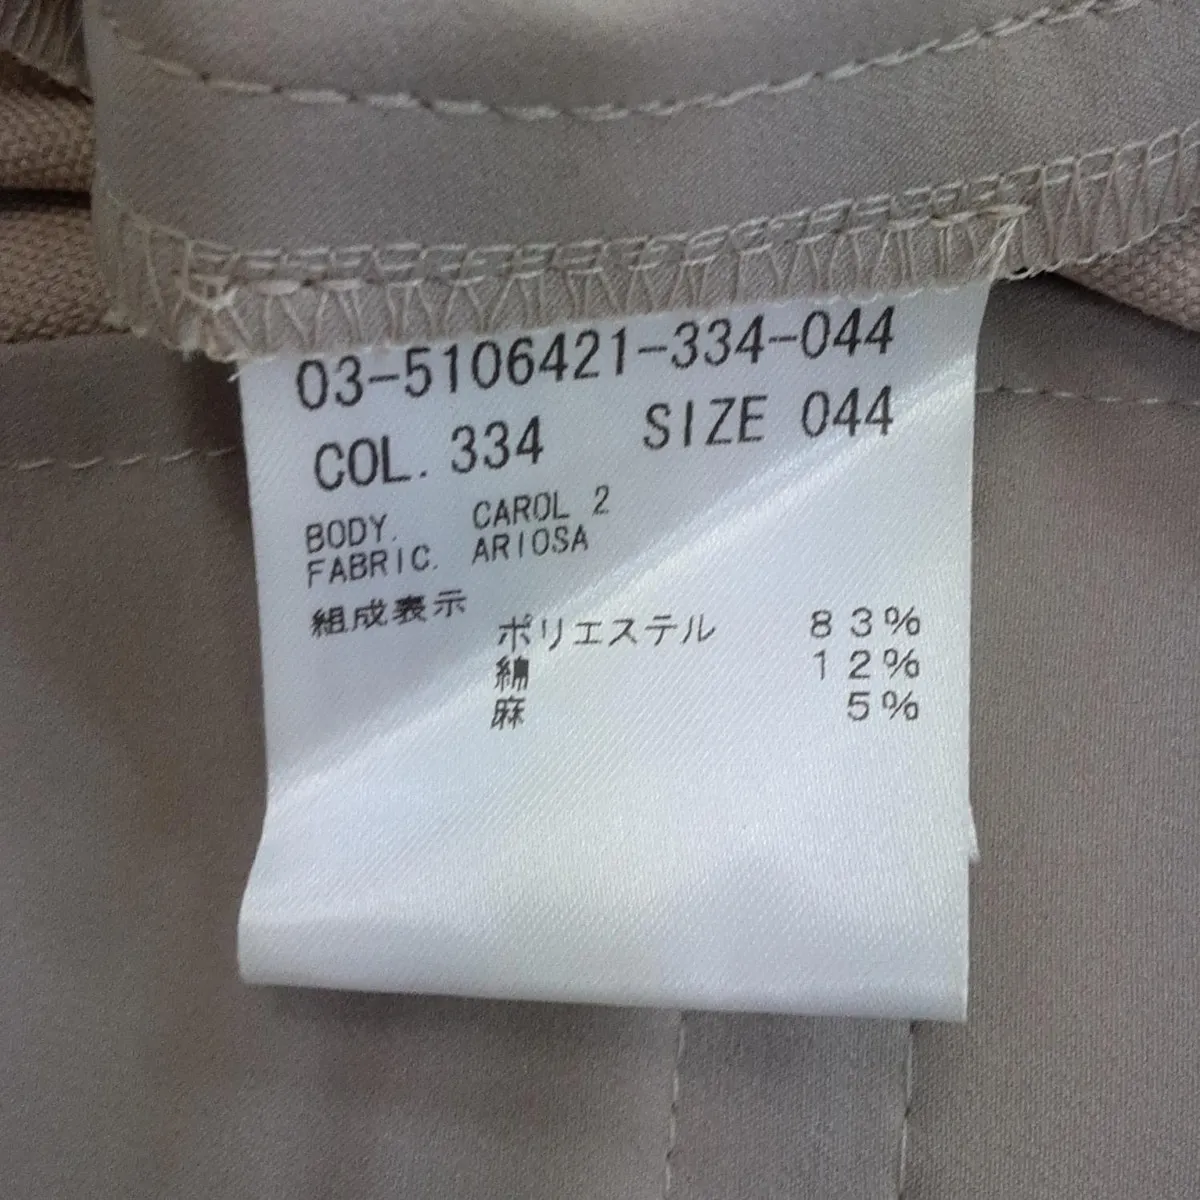 03-5106421-334-044
COL. 334 SIZE 044
BODY. CAROL 2
FABRIC. ARIOSA
組成表示
ポリエステル 83%
綿 12%
麻 5%